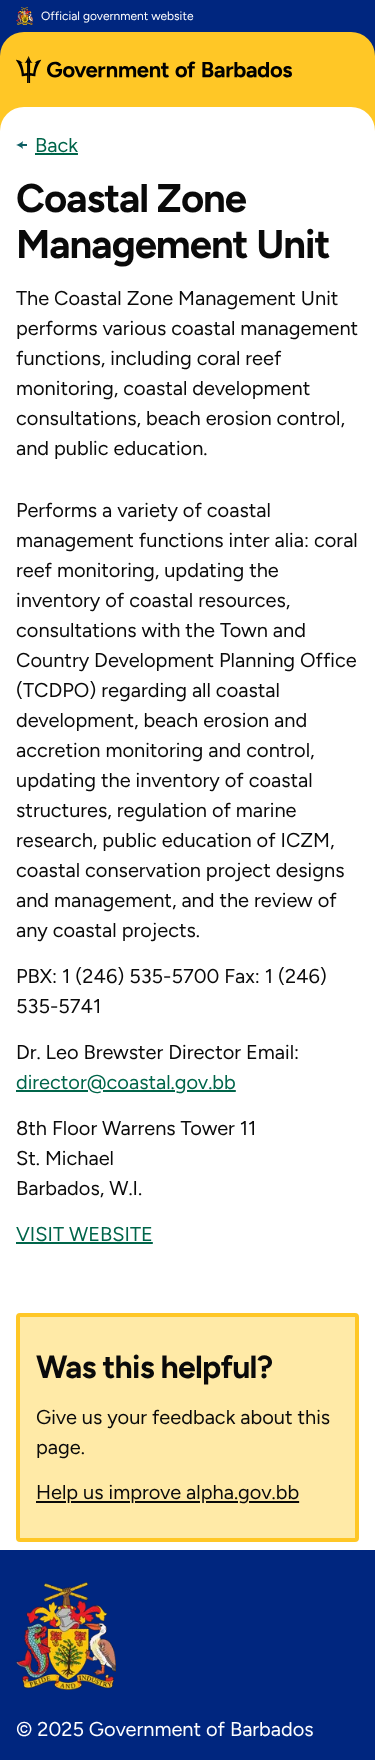 Official government website
Government of Barbados
← Back
Coastal Zone
Management Unit
The Coastal Zone Management Unit
performs various coastal management
functions, including coral reef
monitoring, coastal development
consultations, beach erosion control,
and public education.
Performs a variety of coastal
management functions inter alia: coral
reef monitoring, updating the
inventory of coastal resources,
consultations with the Town and
Country Development Planning Office
(TCDPO) regarding all coastal
development, beach erosion and
accretion monitoring and control,
updating the inventory of coastal
structures, regulation of marine
research, public education of ICZM,
coastal conservation project designs
and management, and the review of
any coastal projects.
PBX: 1 (246) 535-5700 Fax: 1 (246)
535-5741
Dr. Leo Brewster Director Email:
director@coastal.gov.bb
8th Floor Warrens Tower 11
St. Michael
Barbados, W.I.
VISIT WEBSITE
Was this helpful?
Give us your feedback about this
page.
Help us improve alpha.gov.bb
PRIDE AND INDUSTRY
© 2025 Government of Barbados